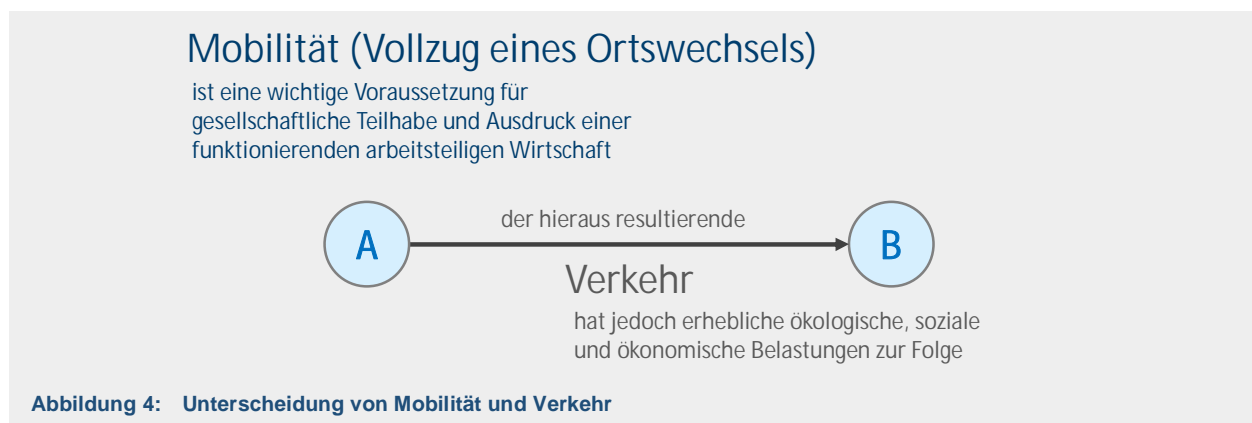 Mobilität (Vollzug eines Ortswechsels)
ist eine wichtige Voraussetzung für
gesellschaftliche Teilhabe und Ausdruck einer
funktionierenden arbeitsteiligen Wirtschaft
A
der hieraus resultierende
B
Verkehr
hat jedoch erhebliche ökologische, soziale
und ökonomische Belastungen zur Folge
Abbildung 4: Unterscheidung von Mobilität und Verkehr